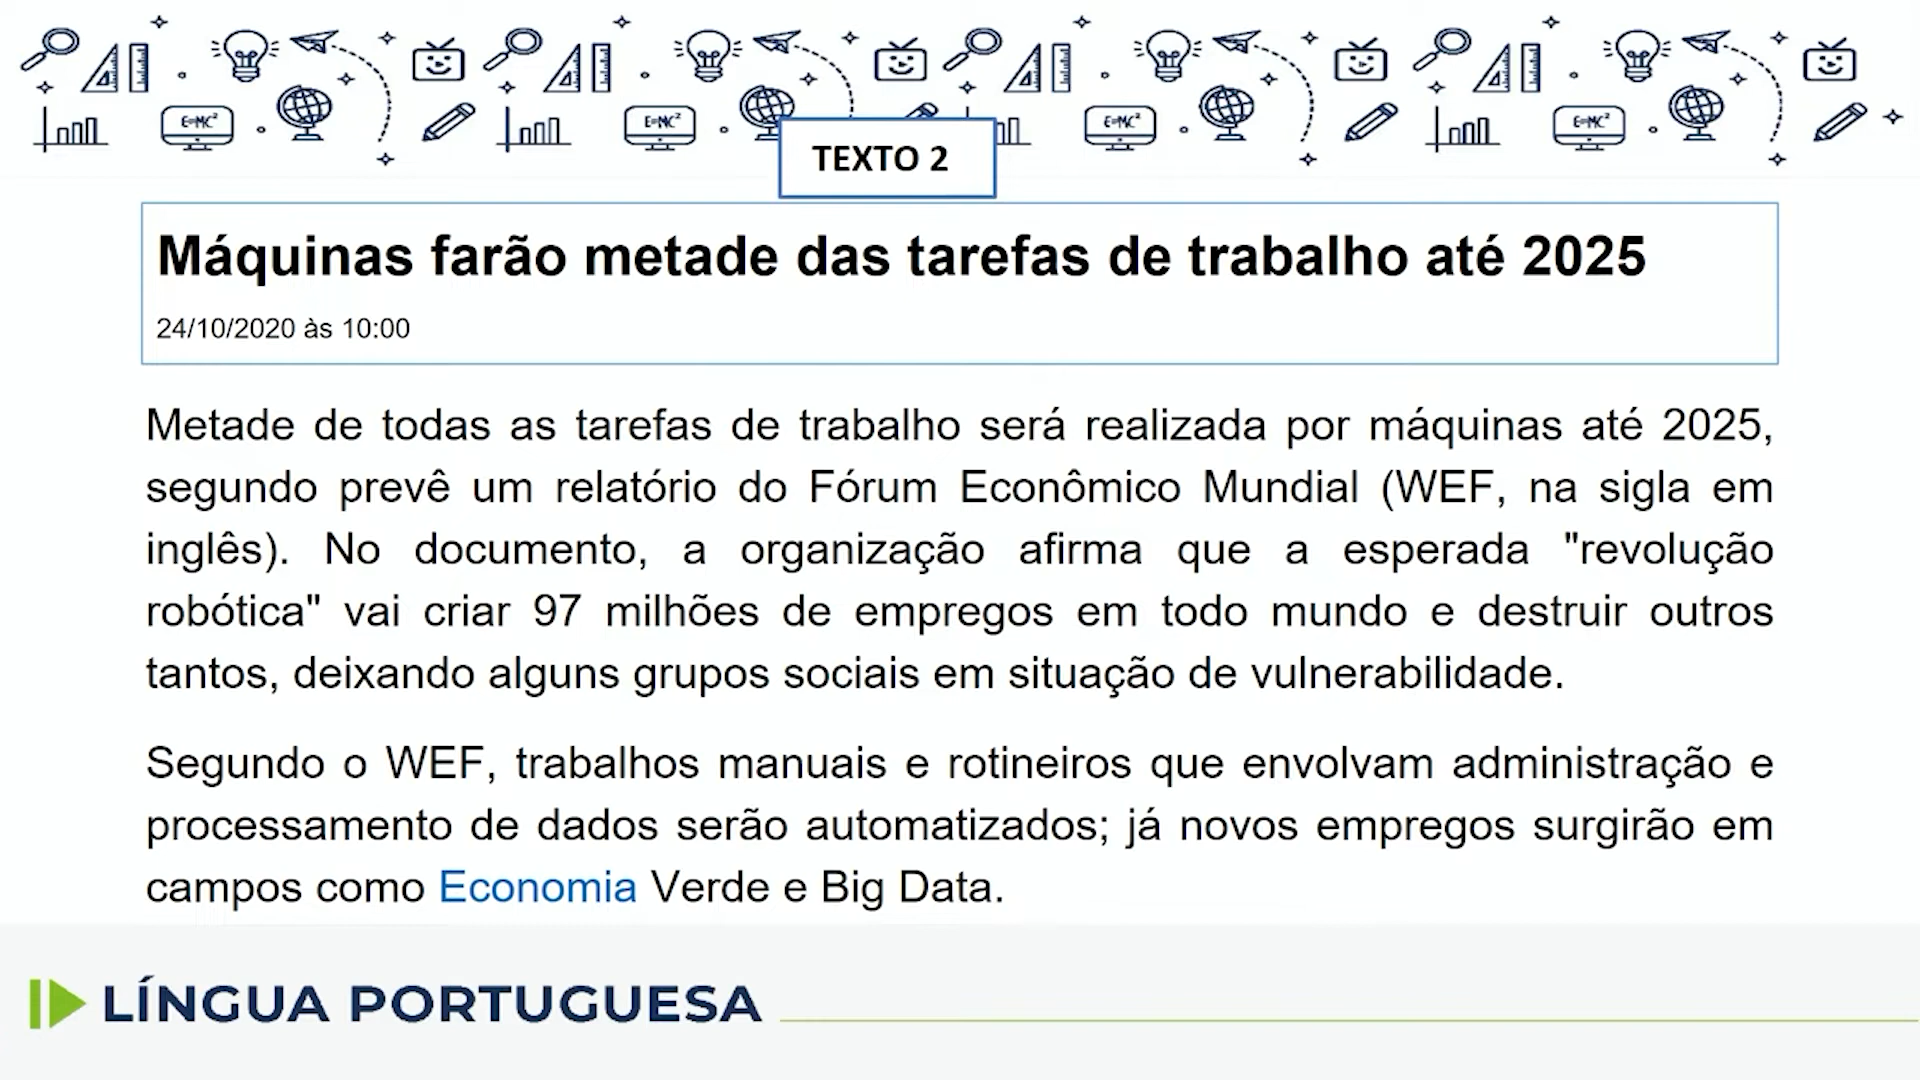 E=MC² E=MC² E=MC² E=MC²
TEXTO 2
Máquinas farão metade das tarefas de trabalho até 2025
24/10/2020 às 10:00
Metade de todas as tarefas de trabalho será realizada por máquinas até 2025,
segundo prevê um relatório do Fórum Econômico Mundial (WEF, na sigla em
inglês). No documento, a organização afirma que a esperada "revolução
robótica" vai criar 97 milhões de empregos em todo mundo e destruir outros
tantos, deixando alguns grupos sociais em situação de vulnerabilidade.
Segundo o WEF, trabalhos manuais e rotineiros que envolvam administração e
processamento de dados serão automatizados; já novos empregos surgirão em
campos como Economia Verde e Big Data.
LÍNGUA PORTUGUESA